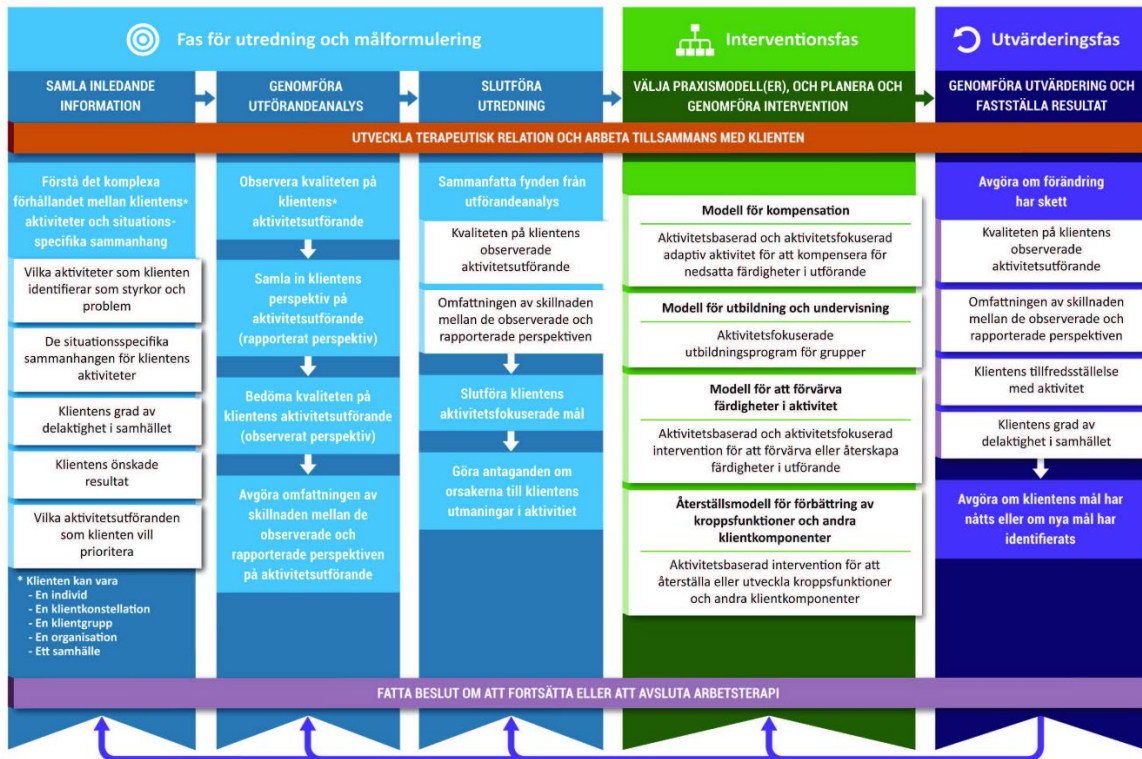 Fas för utredning och målformulering
Interventionsfas
Utvärderingsfas
SAMLA INLEDANDE
INFORMATION
GENOMFÖRA
UTFÖRANDEANALYS
SLUTFÖRA
UTREDNING
VÄLJA PRAXISMODELL(ER), OCH PLANERA OCH
GENOMFÖRA INTERVENTION
GENOMFÖRA UTVÄRDERING OCH
FASTSTÄLLA RESULTAT
UTVECKLA TERAPEUTISK RELATION OCH ARBETA TILLSAMMANS MED KLIENTEN
Förstå det komplexa
förhållandet mellan klientens*
aktiviteter och situations-
specifika sammanhang
Vilka aktiviteter som klienten
identifierar som styrkor och
problem
De situationsspecifika
sammanhangen för klientens
aktiviteter
Klientens grad av
delaktighet i samhället
Klientens önskade
resultat
Vilka aktivitetsutföranden
som klienten vill
prioritera
* Klienten kan vara
- En individ
- En klientkonstellation
- En klientgrupp
- En organisation
- Ett samhälle
Observera kvaliteten på
klientens*
aktivitetsutförande
Samla in klientens
perspektiv på
aktivitetsutförande
(rapporterat perspektiv)
Bedöma kvaliteten på
klientens aktivitetsutförande
(observerat perspektiv)
Avgöra omfattningen av
skillnaden mellan de
observerade och
rapporterade perspektiven
på aktivitetsutförande
Sammanfatta fynden från
utförandeanalys
Kvaliteten på klientens
observerade
aktivitetsutförande
Omfattningen av skillnaden
mellan de observerade och
rapporterade perspektiven
Slutföra klientens
aktivitetsfokuserade mål
Göra antaganden om
orsakerna till klientens
utmaningar i aktivitiet
Modell för kompensation
Aktivitetsbaserad och aktivitetsfokuserad
adaptiv aktivitet för att kompensera för
nedsatta färdigheter i utförande
Modell för utbildning och undervisning
Aktivitetsfokuserade
utbildningsprogram för grupper
Modell för att förvärva
färdigheter i aktivitet
Aktivitetsbaserad och aktivitetsfokuserad
intervention för att förvärva eller återskapa
färdigheter i utförande
Återställsmodell för förbättring av
kroppsfunktioner och andra
klientkomponenter
Aktivitetsbaserad intervention för att
återställa eller utveckla kroppsfunktioner
och andra klientkomponenter
Avgöra om förändring
har skett
Kvaliteten på klientens
observerade
aktivitetsutförande
Omfattningen av skillnaden
mellan de observerade och
rapporterade perspektiven
Klientens tillfredsställelse
med aktivitet
Klientens grad av
delaktighet i samhället
Avgöra om klientens mål har
nåtts eller om nya mål har
identifierats
FATTA BESLUT OM ATT FORTSÄTTA ELLER ATT AVSLUTA ARBETSTERAPI